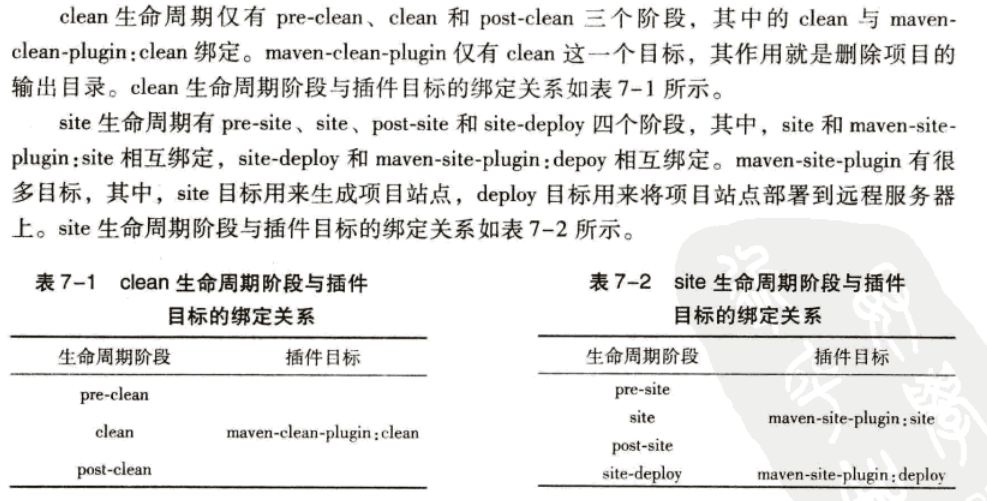 clean 生命周期仅有 pre-clean、clean 和 post-clean 三个阶段，其中的 clean 与 maven-
clean-plugin:clean 绑定。maven-clean-plugin 仅有 clean 这一个目标，其作用就是删除项目的
输出目录。clean 生命周期阶段与插件目标的绑定关系如表 7-1 所示。
site 生命周期有 pre-site、site、post-site 和 site-deploy 四个阶段，其中，site 和 maven-site-
plugin:site 相互绑定，site-deploy 和 maven-site-plugin:depoy 相互绑定。maven-site-plugin 有很
多目标，其中，site 目标用来生成项目站点，deploy 目标用来将项目站点部署到远程服务器
上。site 生命周期阶段与插件目标的绑定关系如表 7-2 所示。
表 7-1 clean 生命周期阶段与插件
目标的绑定关系
生命周期阶段 插件目标
pre-clean
clean maven-clean-plugin:clean
post-clean
表 7-2 site 生命周期阶段与插件
目标的绑定关系
生命周期阶段 插件目标
pre-site
site maven-site-plugin:site
post-site
site-deploy maven-site-plugin:deploy